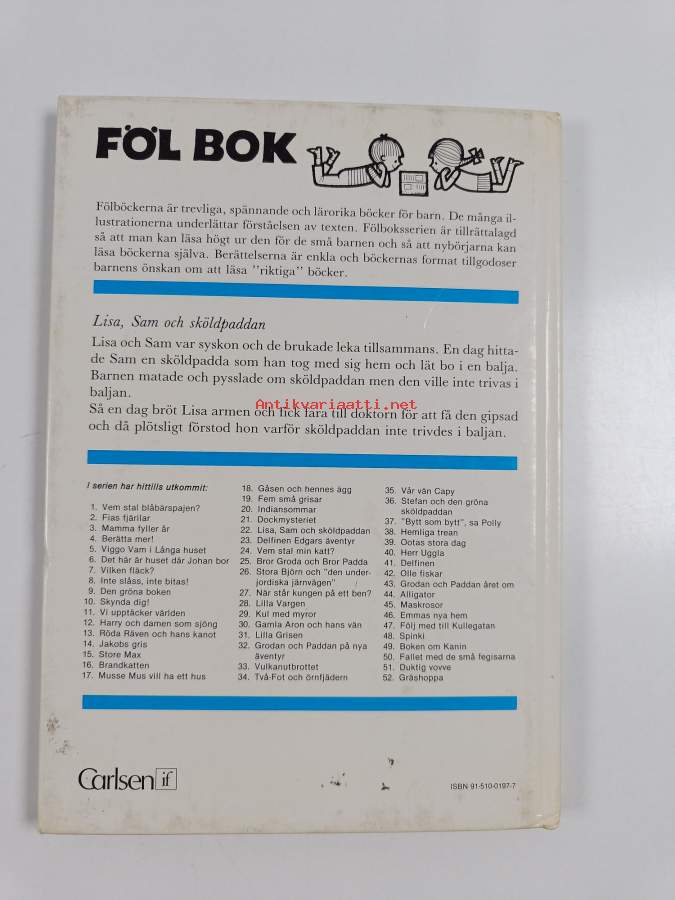 FÖL BOK
Fölböckerna är trevliga, spännande och lärorika böcker för barn. De många il-
lustrationerna underlättar förståelsen av texten. Fölboksserien är tillrättalagd
så att man kan läsa högt ur den för de små barnen och så att nybörjarna kan
läsa böckerna själva. Berättelserna är enkla och böckernas format tillgodoser
barnens önskan om att läsa "riktiga" böcker.
Lisa, Sam och sköldpaddan
Lisa och Sam var syskon och de brukade leka tillsammans. En dag hitta-
de Sam en sköldpadda som han tog med sig hem och lät bo i en balja.
Barnen matade och pysslade om sköldpaddan men den ville inte trivas i
baljan.
Antikvariaatti.net
Så en dag bröt Lisa armen och fick fara till doktorn för att få den gipsad
och då plötsligt förstod hon varför sköldpaddan inte trivdes i baljan.
I serien har hittills utkommit:
1. Vem stal blåbärspajen?
2. Fias fjärilar
3. Mamma fyller år
4. Berätta mer!
5. Viggo Vam i Långa huset
6. Det här är huset där Johan bor
7. Vilken fläck?
8. Inte slåss, inte bitas!
9. Den gröna boken
10. Skynda dig!
11. Vi upptäcker världen
12. Harry och damen som sjöng
13. Röda Räven och hans kanot
14. Jakobs gris
15. Store Max
16. Brandkatten
17. Musse Mus vill ha ett hus
18. Gåsen och hennes ägg
19. Fem små grisar
20. Indiansommar
21. Dockmysteriet
22. Lisa, Sam och sköldpaddan
23. Delfinen Edgars äventyr
24. Vem stal min katt?
25. Bror Groda och Bror Padda
26. Stora Björn och "den under-
jordiska järnvägen"
27. När står kungen på ett ben?
28. Lilla Vargen
29. Kul med myror
30. Gamla Aron och hans vän
31. Lilla Grisen
32. Grodan och Paddan på nya
äventyr
33. Vulkanutbrottet
34. Två-Fot och örnfjädern
35. Vår vän Capy
36. Stefan och den gröna
sköldpaddan
37. "Bytt som bytt", sa Polly
38. Hemliga trean
39. Ootas stora dag
40. Herr Uggla
41. Delfinen
42. Olle fiskar
43. Grodan och Paddan året om
44. Alligator
45. Maskrosor
46. Emmas nya hem
47. Följ med till Kullegatan
48. Spinki
49. Boken om Kanin
50. Fallet med de små fegisarna
51. Duktig vovve
52. Gräshoppa
Carlsen if
ISBN 91-510-0197-7